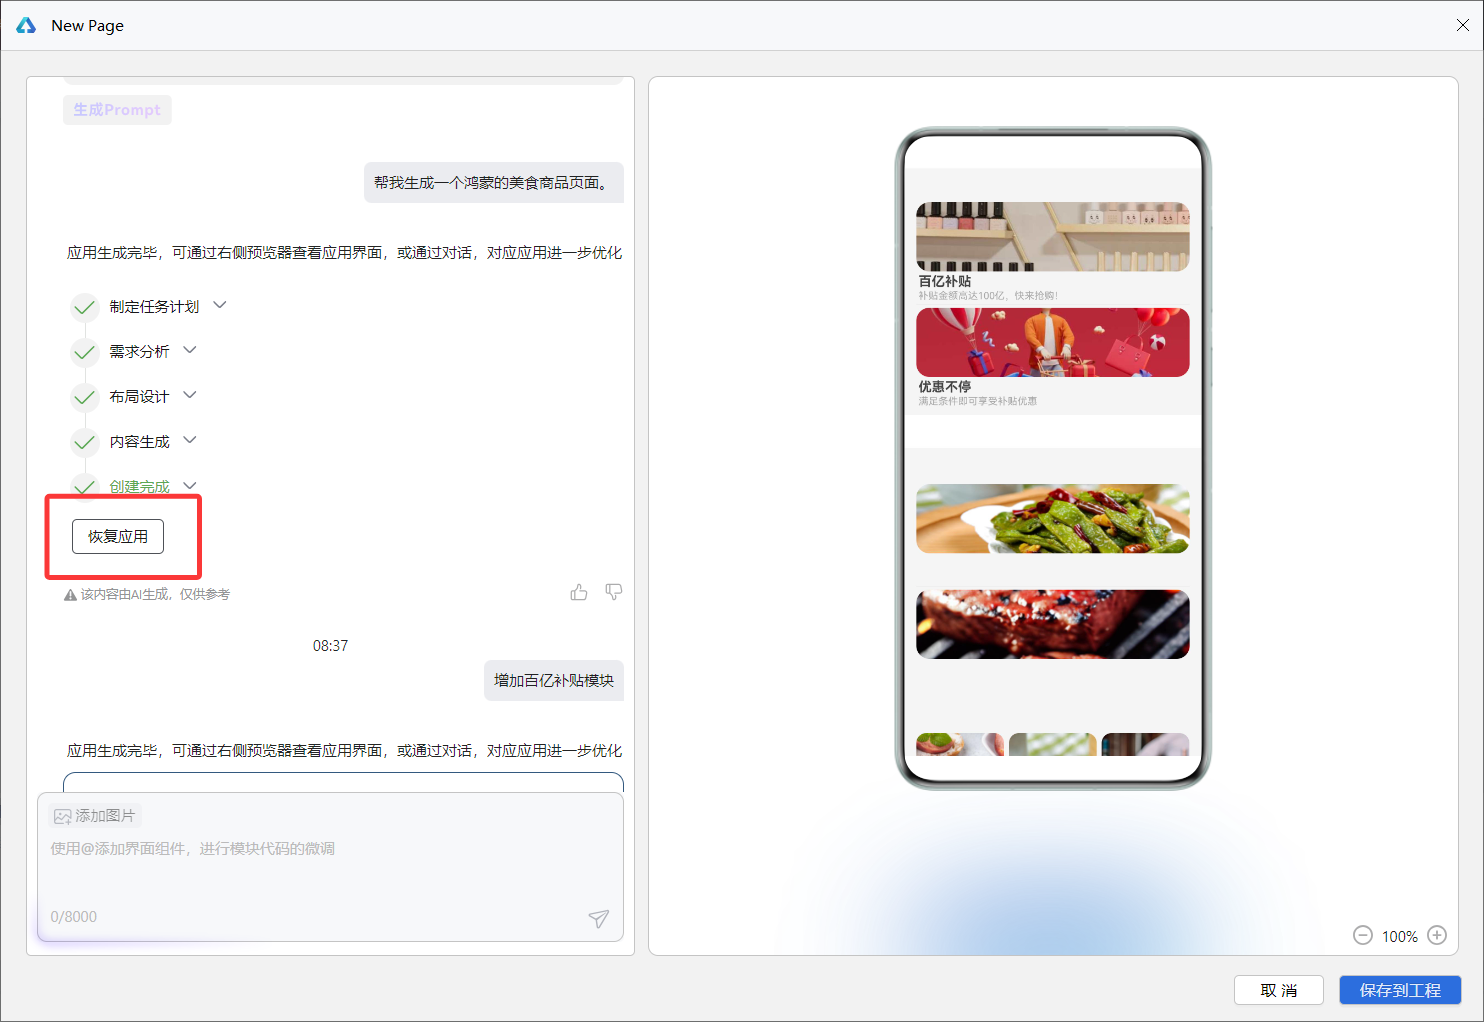 New Page
生成Prompt
帮我生成一个鸿蒙的美食商品页面。
应用生成完毕，可通过右侧预览器查看应用界面，或通过对话，对应应用进一步优化
制定任务计划
需求分析
布局设计
内容生成
创建完成
恢复应用
该内容由AI生成，仅供参考
08:37
增加百亿补贴模块
应用生成完毕，可通过右侧预览器查看应用界面，或通过对话，对应应用进一步优化
添加图片
使用@添加界面组件，进行模块代码的微调
0/8000
百亿补贴
补贴金额高达100亿，快来抢购!
优惠不停
满足条件即可享受补贴优惠
100%
取 消
保存到工程